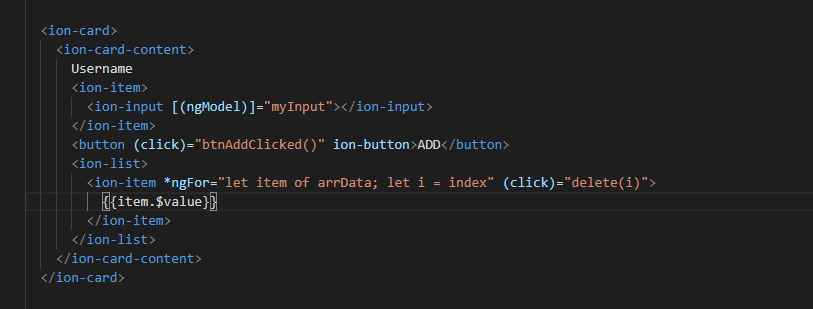 <ion-card>
<ion-card-content>
Username
<ion-item>
<ion-input [(ngModel)]="myInput"></ion-input>
</ion-item>
<button (click)="btnAddClicked()" ion-button>ADD</button>
<ion-list>
<ion-item *ngFor="let item of arrData; let i = index" (click)="delete(i)">
{{item.$value}}
</ion-item>
</ion-list>
</ion-card-content>
</ion-card>